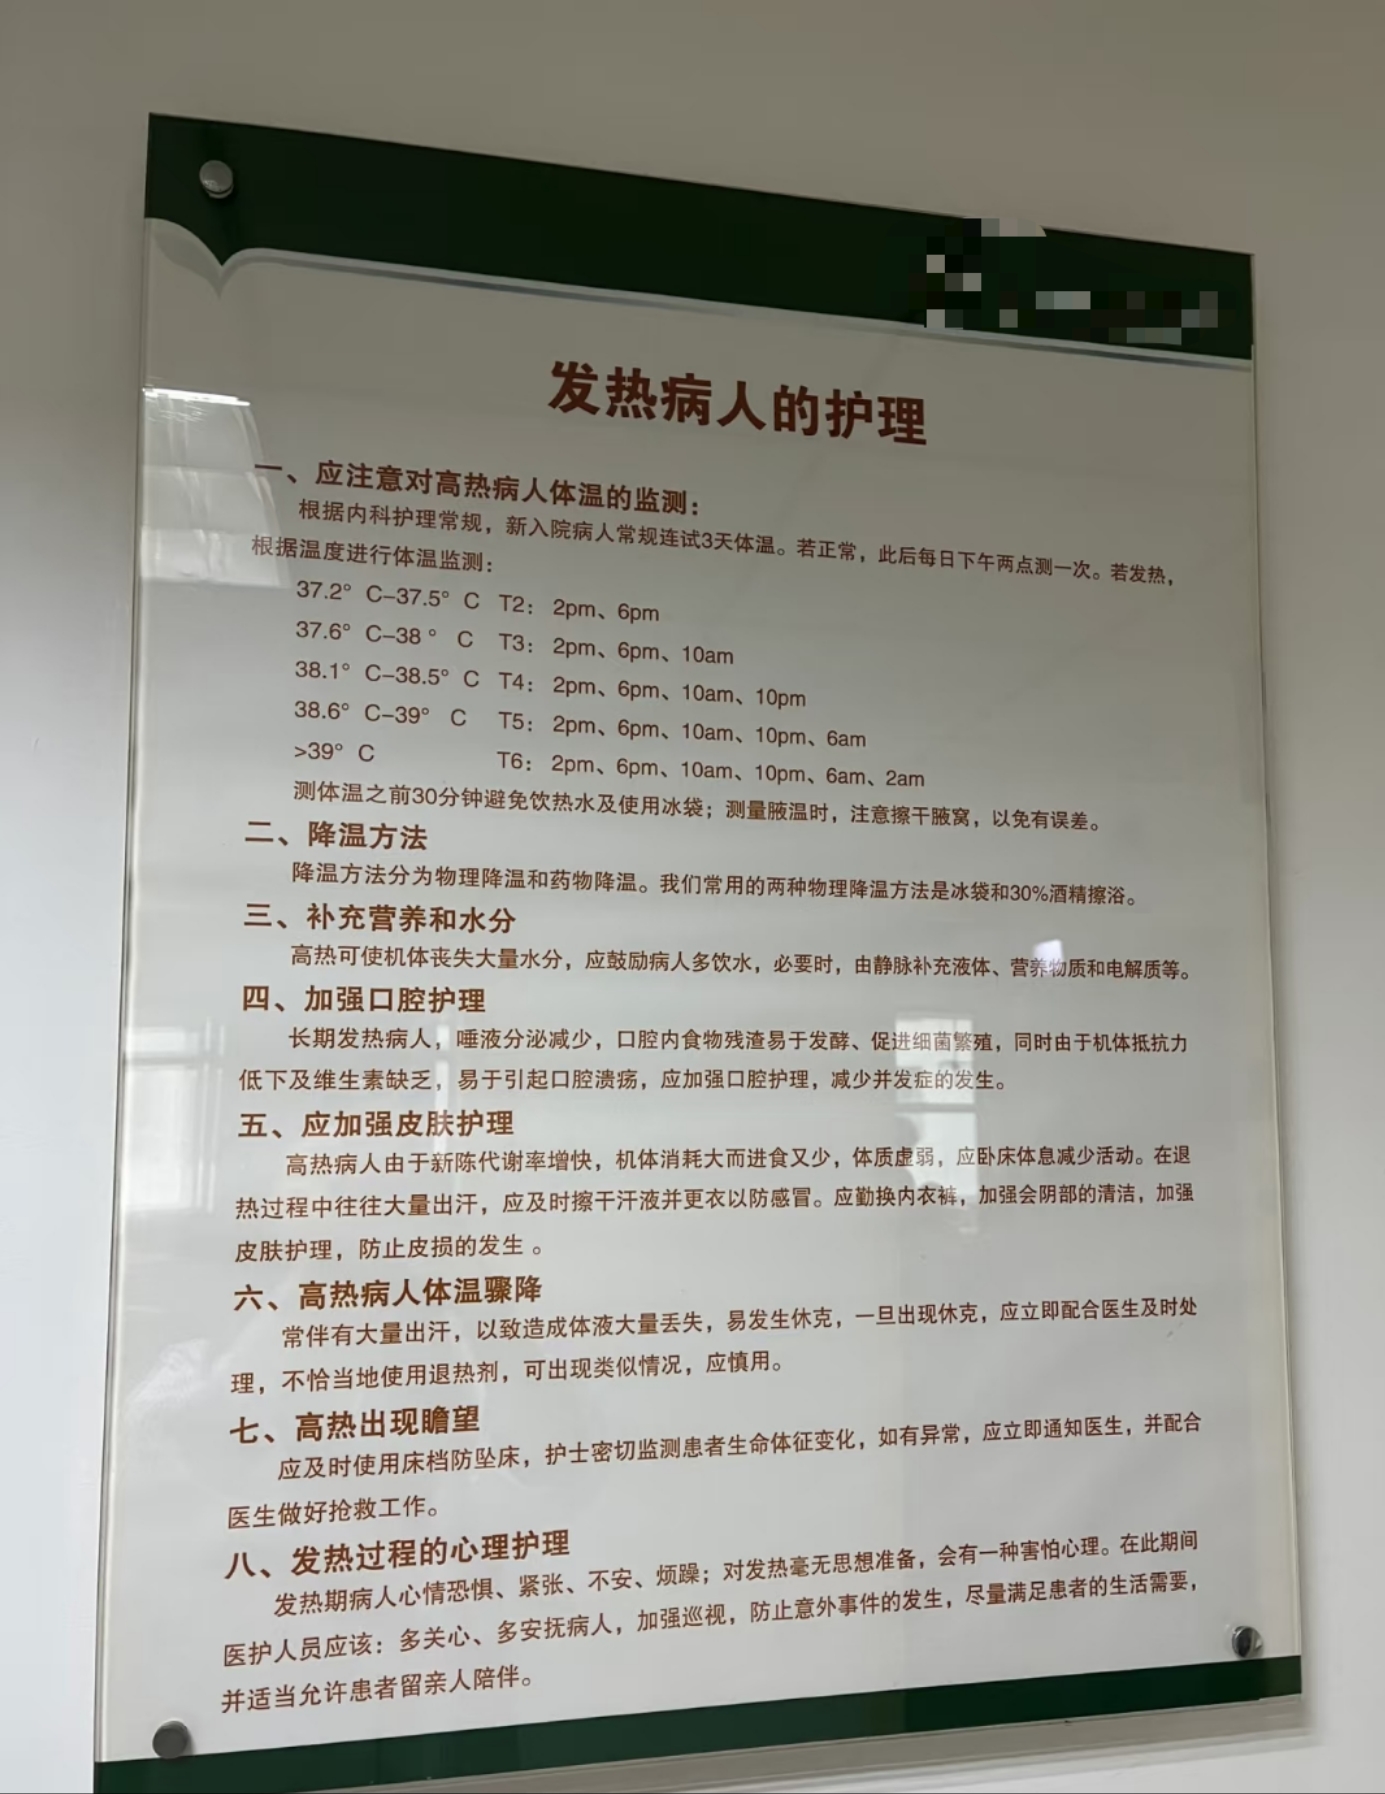 发热病人的护理
一、应注意对高热病人体温的监测：
根据内科护理常规，新入院病人常规连试3天体温。若正常，此后每日下午两点测一次。若发热，
根据温度进行体温监测：
37.2° C–37.5° C T2： 2pm、6pm
37.6° C–38 ° C T3： 2pm、6pm、10am
38.1° C–38.5° C T4： 2pm、6pm、10am、10pm
38.6° C–39° C T5： 2pm、6pm、10am、10pm、6am
>39° C T6： 2pm、6pm、10am、10pm、6am、2am
测体温之前30分钟避免饮热水及使用冰袋；测量腋温时，注意擦干腋窝，以免有误差。
二、降温方法
降温方法分为物理降温和药物降温。我们常用的两种物理降温方法是冰袋和30%酒精擦浴。
三、补充营养和水分
高热可使机体丧失大量水分，应鼓励病人多饮水，必要时，由静脉补充液体、营养物质和电解质等。
四、加强口腔护理
长期发热病人，唾液分泌减少，口腔内食物残渣易于发酵、促进细菌繁殖，同时由于机体抵抗力
低下及维生素缺乏，易于引起口腔溃疡，应加强口腔护理，减少并发症的发生。
五、应加强皮肤护理
高热病人由于新陈代谢率增快，机体消耗大而进食又少，体质虚弱，应卧床体息减少活动。在退
热过程中往往大量出汗，应及时擦干汗液并更衣以防感冒。应勤换内衣裤，加强会阴部的清洁，加强
皮肤护理，防止皮损的发生 。
六、高热病人体温骤降
常伴有大量出汗，以致造成体液大量丢失，易发生休克，一旦出现休克，应立即配合医生及时处
理，不恰当地使用退热剂，可出现类似情况，应慎用。
七、高热出现瞻望
应及时使用床档防坠床，护士密切监测患者生命体征变化，如有异常，应立即通知医生，并配合
医生做好抢救工作。
八、发热过程的心理护理
发热期病人心情恐惧、紧张、不安、烦躁；对发热毫无思想准备，会有一种害怕心理。在此期间
医护人员应该：多关心、多安抚病人，加强巡视，防止意外事件的发生，尽量满足患者的生活需要，
并适当允许患者留亲人陪伴。